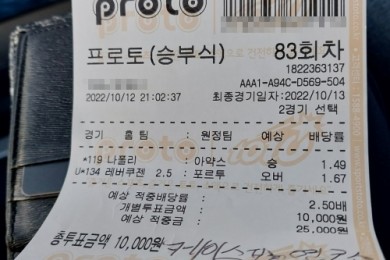 proto
프로토(승부식) 83회차
1822363137
AAA1-A94C-D569-504
2022/10/12 21:02:37 최종경기일자:2022/10/13
2경기 선택
경기 홈팀 : 원정팀 예상 배당률
*119 나폴리 : 아약스 승 1.49
U*134 레버쿠젠 2.5 : 포르투 오버 1.67
예상 적중배당률 : 2.50배
개별투표금액 : 10,000원
예상 적중금 : 25,000원
총투표금액 10,000원